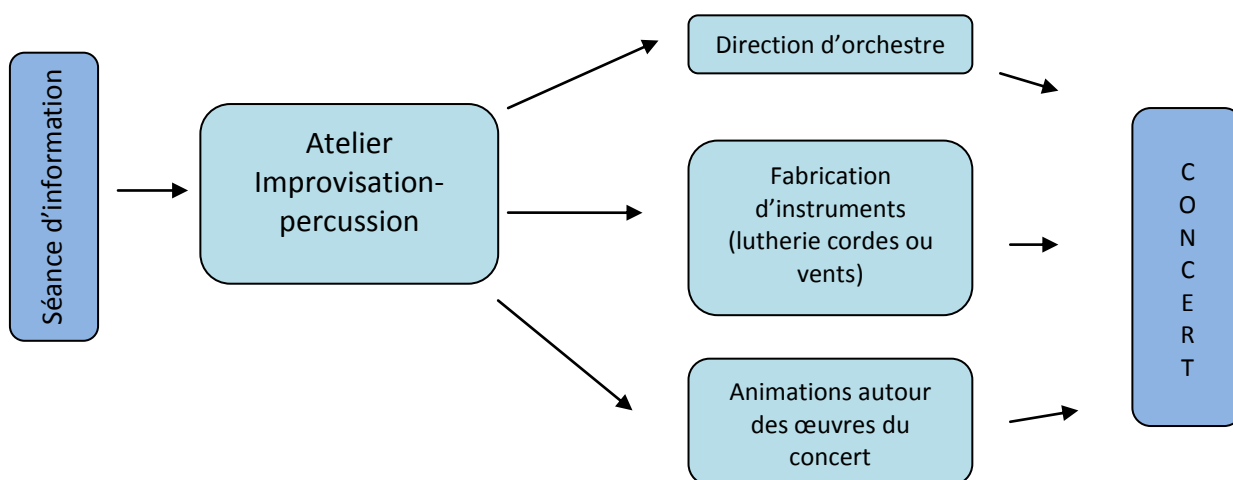 Séance d’information
Atelier
Improvisation-
percussion
Direction d’orchestre
Fabrication
d’instruments
(lutherie cordes ou
vents)
Animations autour
des œuvres du
concert
C
O
N
C
E
R
T